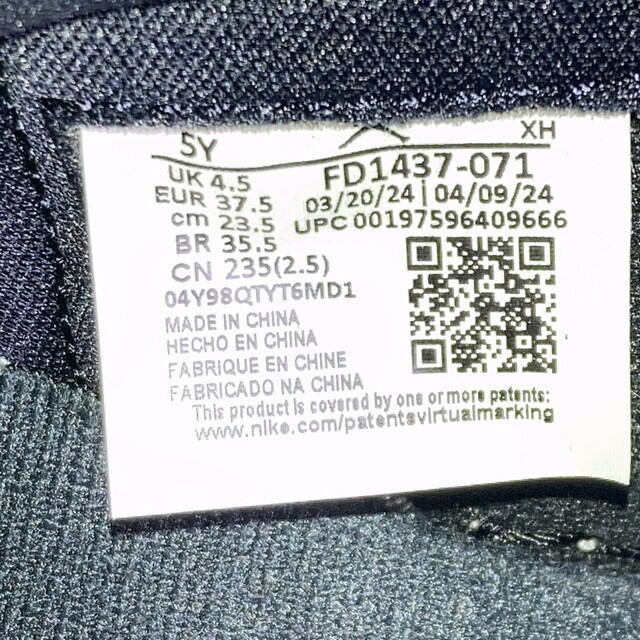 5Y XH
UK 4.5 FD1437-071
EUR 37.5 03/20/24 | 04/09/24
cm 23.5 UPC 00197596409666
BR 35.5
CN 235(2.5)
04Y98QTYT6MD1
MADE IN CHINA
HECHO EN CHINA
FABRIQUE EN CHINE
FABRICADO NA CHINA
This product is covered by one or more patents:
www.nike.com/patentsvirtualmarking